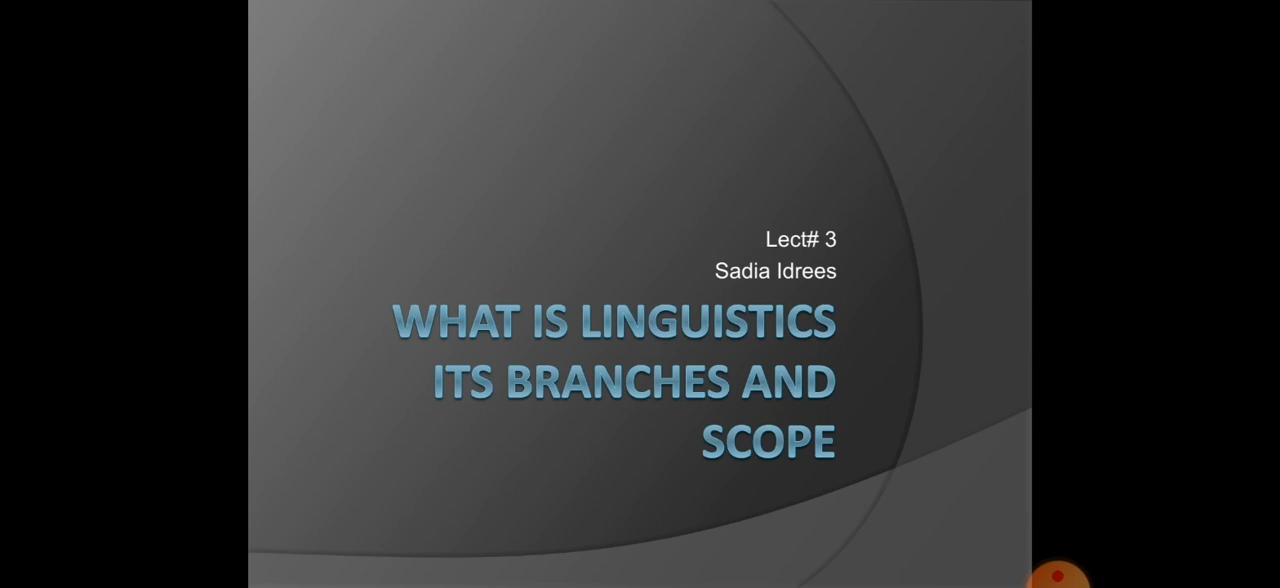 Lect# 3
Sadia Idrees
WHAT IS LINGUISTICS
ITS BRANCHES AND
SCOPE